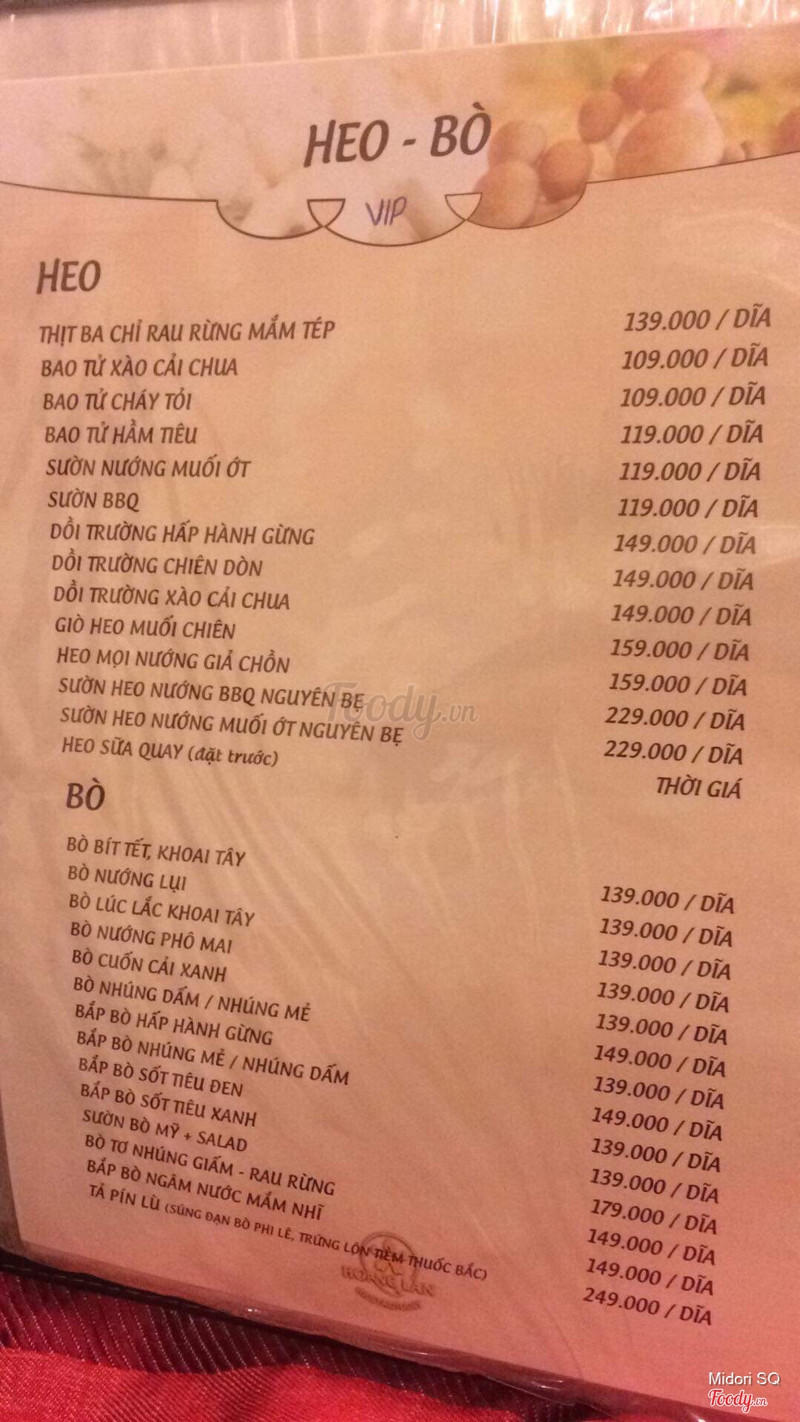 HEO - BÒ
VIP
HEO
THỊT BA CHỈ RAU RỪNG MẮM TÉP 139.000 / DĨA
BAO TỬ XÀO CẢI CHUA 109.000 / DĨA
BAO TỬ CHÁY TỎI 109.000 / DĨA
BAO TỬ HẦM TIÊU 119.000 / DĨA
SƯỜN NƯỚNG MUỐI ỚT 119.000 / DĨA
SƯỜN BBQ 119.000 / DĨA
DỒI TRƯỜNG HẤP HÀNH GỪNG 149.000 / DĨA
DỒI TRƯỜNG CHIÊN DÒN 149.000 / DĨA
DỒI TRƯỜNG XÀO CẢI CHUA 149.000 / DĨA
GIÒ HEO MUỐI CHIÊN 159.000 / DĨA
HEO MỌI NƯỚNG GIẢ CHỒN 159.000 / DĨA
SƯỜN HEO NƯỚNG BBQ NGUYÊN BẸ 229.000 / DĨA
SƯỜN HEO NƯỚNG MUỐI ỚT NGUYÊN BẸ 229.000 / DĨA
HEO SỮA QUAY (đặt trước) THỜI GIÁ
Foody.vn
BÒ
BÒ BÍT TẾT, KHOAI TÂY 139.000 / DĨA
BÒ NƯỚNG LỤI 139.000 / DĨA
BÒ LÚC LẮC KHOAI TÂY 139.000 / DĨA
BÒ NƯỚNG PHÔ MAI 139.000 / DĨA
BÒ CUỐN CẢI XANH 139.000 / DĨA
BÒ NHÚNG DẤM / NHÚNG MẺ 149.000 / DĨA
BẮP BÒ HẤP HÀNH GỪNG 139.000 / DĨA
BẮP BÒ NHÚNG MẺ / NHÚNG DẤM 149.000 / DĨA
BẮP BÒ SỐT TIÊU ĐEN 139.000 / DĨA
BẮP BÒ SỐT TIÊU XANH 139.000 / DĨA
SƯỜN BÒ MỸ + SALAD 179.000 / DĨA
BÒ TƠ NHÚNG GIẤM - RAU RỪNG 149.000 / DĨA
BẮP BÒ NGÂM NƯỚC MẮM NHĨ 149.000 / DĨA
TẢ PÍN LÙ (SÚNG ĐẠN BÒ PHI LÊ, TRỨNG LỘN TIỀM THUỐC BẮC) 249.000 / DĨA
HOÀNG LAN
Midori SQ
Foody.vn